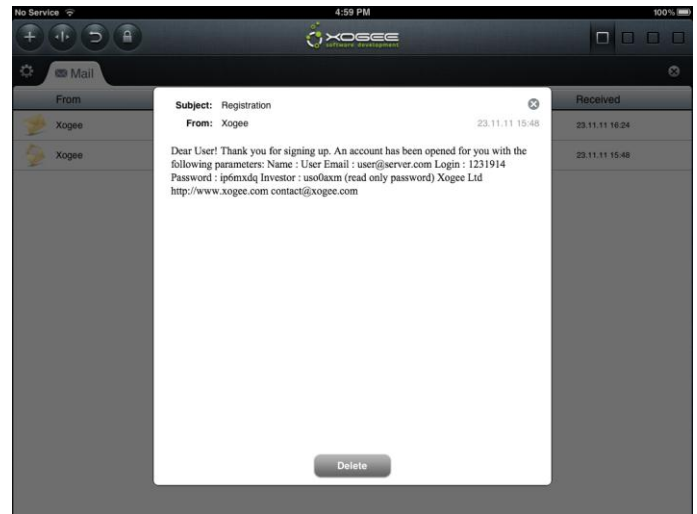 No Service 4:59 PM 100%
XOGEE
software development
Mail
From Received
Subject: Registration
From: Xogee 23.11.11 15:48
Xogee 23.11.11 16:24
Xogee 23.11.11 15:48
Dear User! Thank you for signing up. An account has been opened for you with the
following parameters: Name : User Email : user@server.com Login : 1231914
Password : ip6mxdq Investor : uso0axm (read only password) Xogee Ltd
http://www.xogee.com contact@xogee.com
Delete